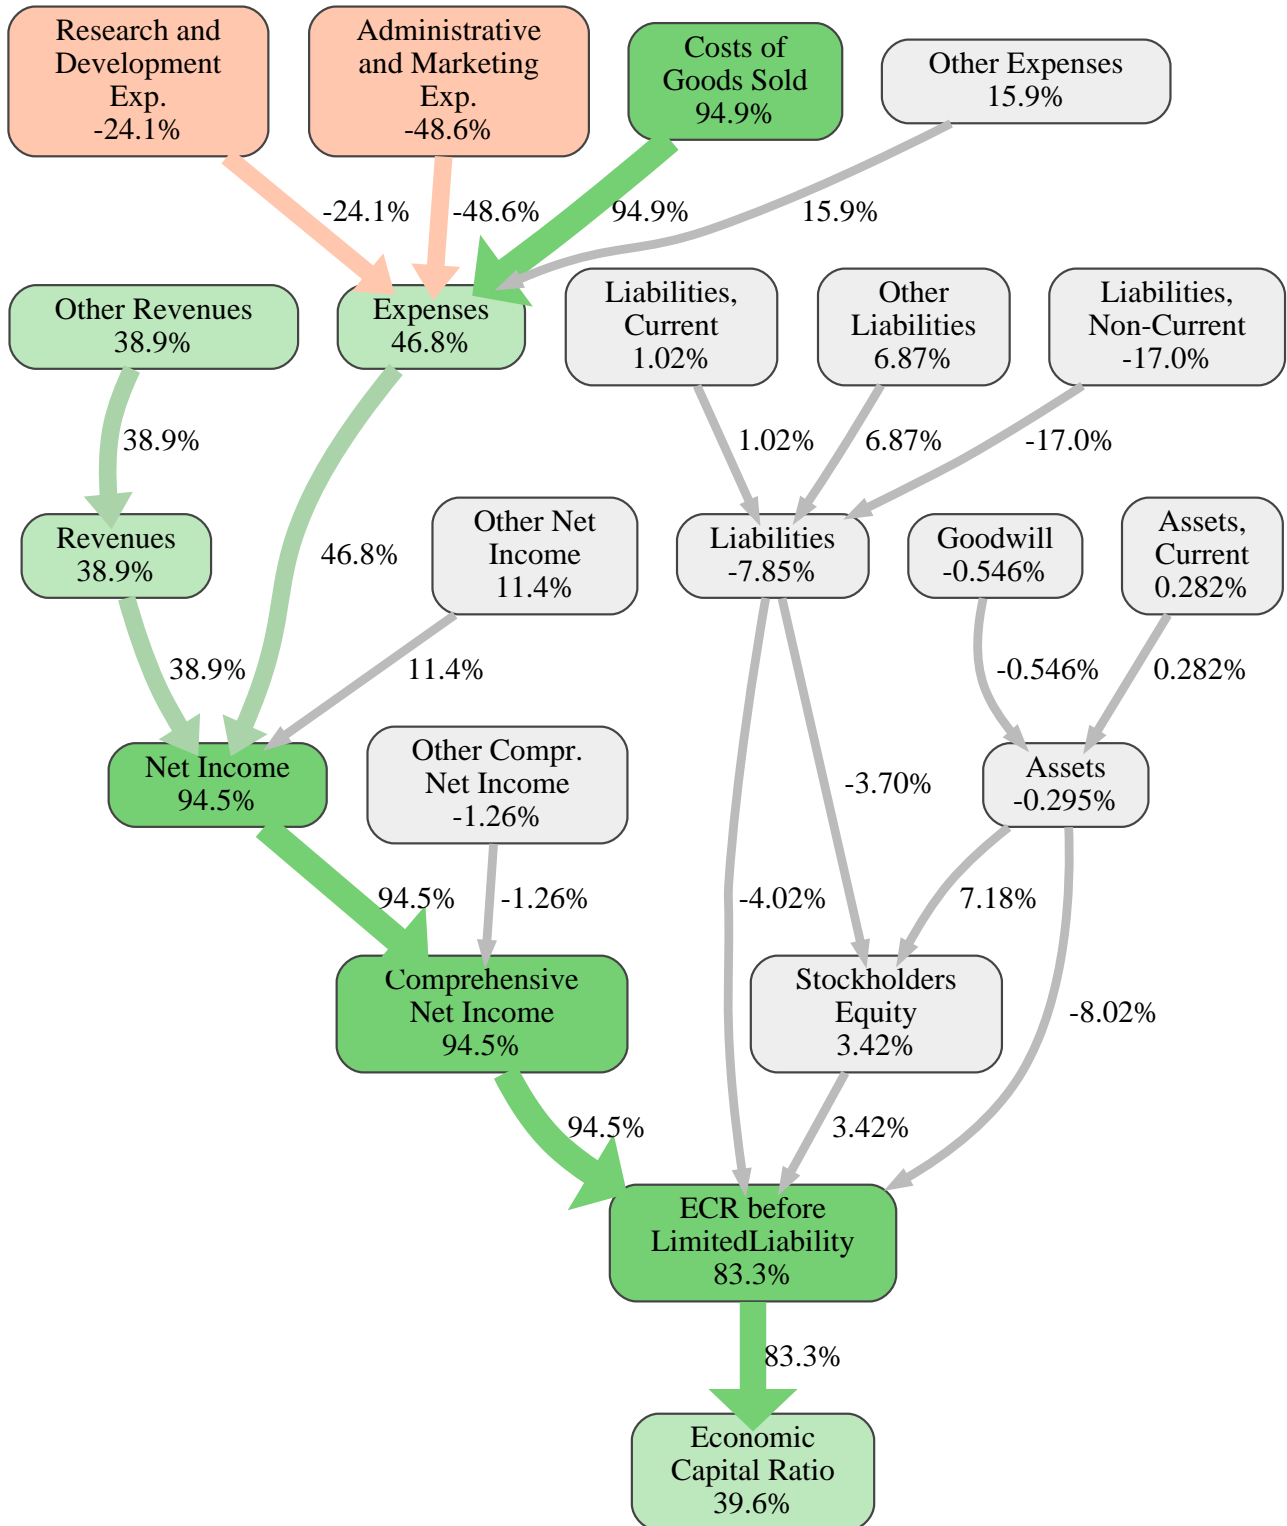 Research and
Development
Exp.
-24.1%
Administrative
and Marketing
Exp.
-48.6%
Costs of
Goods Sold
94.9%
Other Expenses
15.9%
-24.1%
-48.6%
94.9%
15.9%
Other Revenues
38.9%
Expenses
46.8%
Liabilities,
Current
1.02%
Other
Liabilities
6.87%
Liabilities,
Non-Current
-17.0%
38.9%
1.02%
6.87%
-17.0%
Revenues
38.9%
46.8%
Other Net
Income
11.4%
Liabilities
-7.85%
Goodwill
-0.546%
Assets,
Current
0.282%
38.9%
11.4%
-0.546%
0.282%
Net Income
94.5%
Other Compr.
Net Income
-1.26%
-3.70%
Assets
-0.295%
94.5%
-1.26%
-4.02%
7.18%
Comprehensive
Net Income
94.5%
Stockholders
Equity
3.42%
-8.02%
94.5%
3.42%
ECR before
LimitedLiability
83.3%
83.3%
Economic
Capital Ratio
39.6%